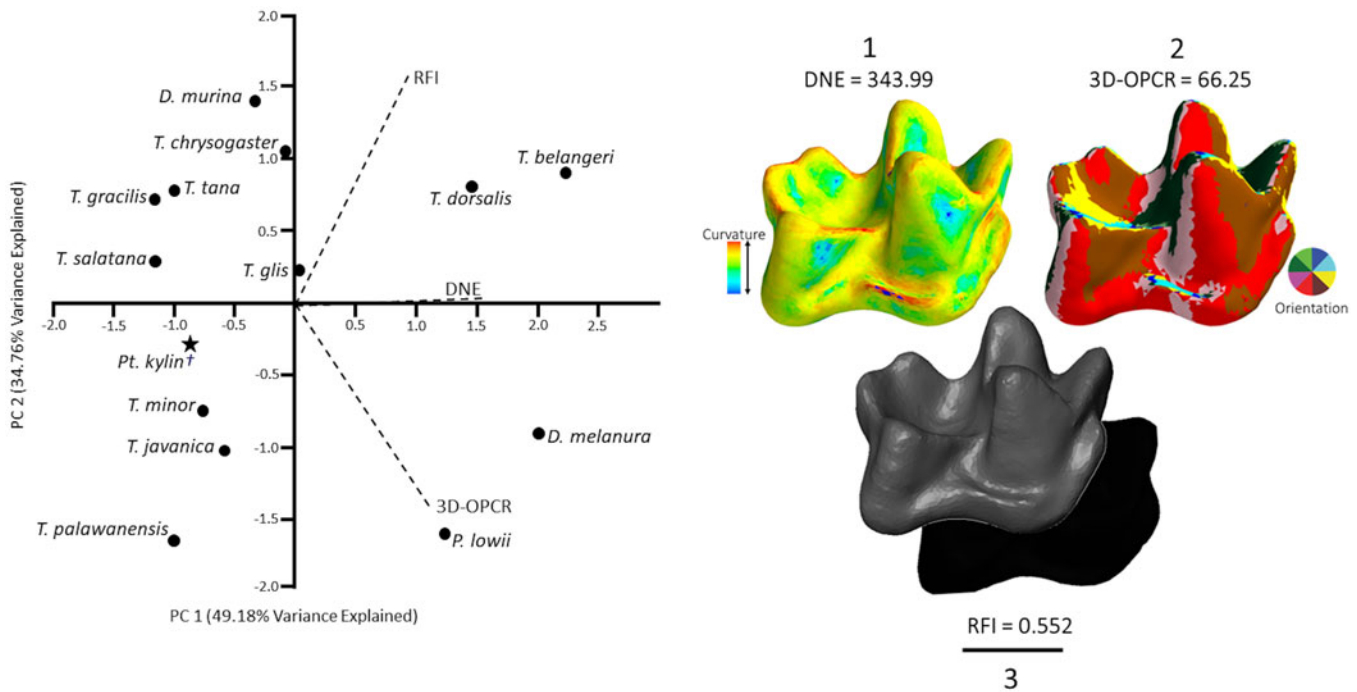 2.0
1.5
1.0
0.5
-2.0
-1.5
-1.0
-0.5
0.5
1.0
1.5
2.0
2.5
-0.5
-1.0
-1.5
-2.0
PC 2 (34.76% Variance Explained)
PC 1 (49.18% Variance Explained)
RFI
D. murina
T. chrysogaster
T. belangeri
T. gracilis
T. tana
T. dorsalis
T. salatana
T. glis
DNE
Pt. kylin†
T. minor
T. javanica
D. melanura
3D-OPCR
T. palawanensis
P. lowii
1
DNE = 343.99
Curvature
2
3D-OPCR = 66.25
Orientation
RFI = 0.552
3